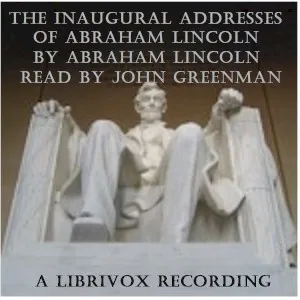 THE INAUGURAL ADDRESSES
OF ABRAHAM LINCOLN
BY ABRAHAM LINCOLN
READ BY JOHN GREENMAN
A LIBRIVOX RECORDING